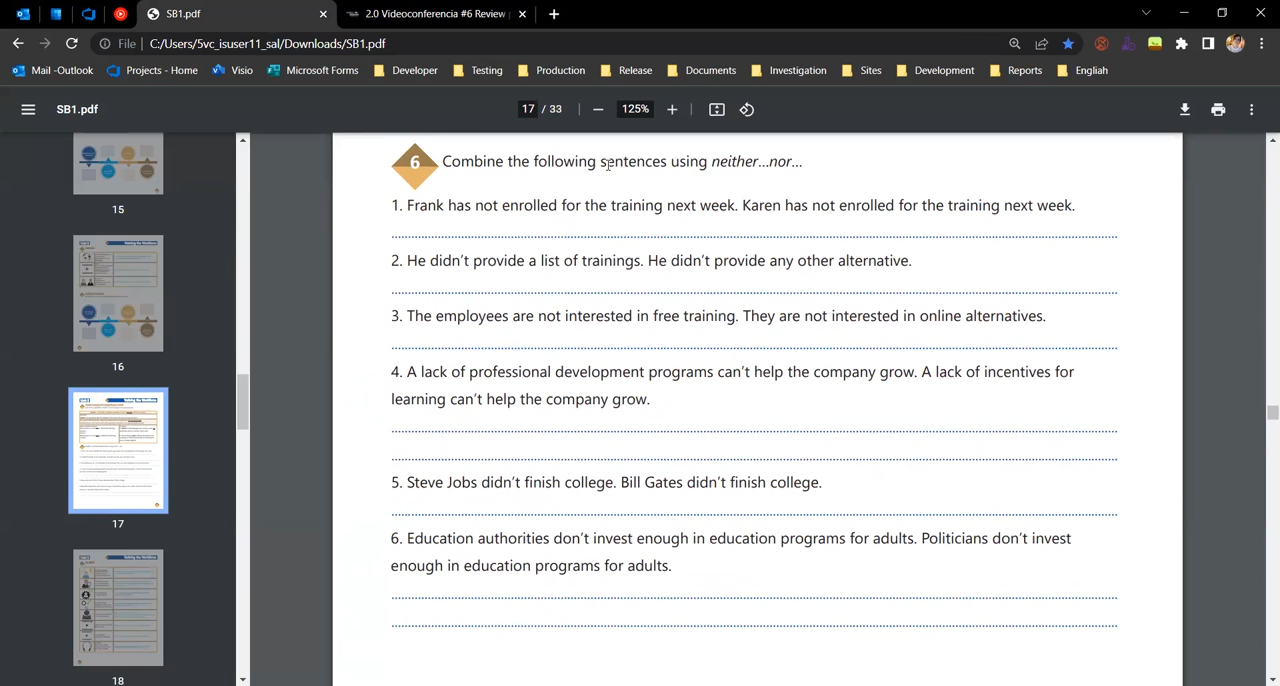 SB1.pdf
2.0 Videoconferencia #6 Review
File
C:/Users/5vc_isuser11_sal/Downloads/SB1.pdf
Mail -Outlook
Projects - Home
Visio
Microsoft Forms
Developer
Testing
Production
Release
Documents
Investigation
Sites
Development
Reports
Engliah
SB1.pdf
17 / 33
125%
15
16
17
18
6 Combine the following sentences using neither...nor...
1. Frank has not enrolled for the training next week. Karen has not enrolled for the training next week.
2. He didn't provide a list of trainings. He didn't provide any other alternative.
3. The employees are not interested in free training. They are not interested in online alternatives.
4. A lack of professional development programs can't help the company grow. A lack of incentives for
learning can't help the company grow.
5. Steve Jobs didn't finish college. Bill Gates didn't finish college.
6. Education authorities don't invest enough in education programs for adults. Politicians don't invest
enough in education programs for adults.